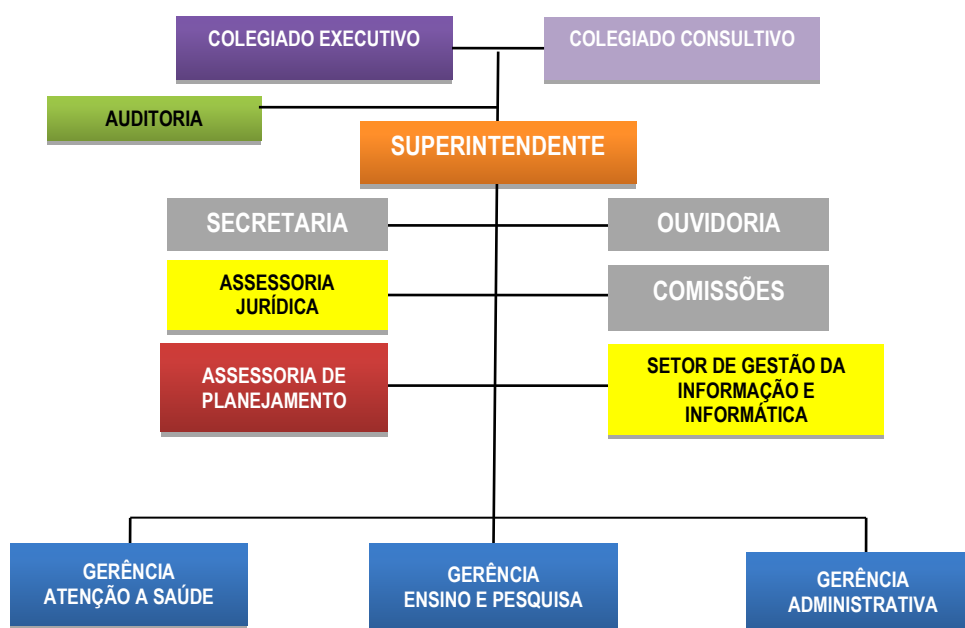 COLEGIADO EXECUTIVO
COLEGIADO CONSULTIVO
AUDITORIA
SUPERINTENDENTE
SECRETARIA
OUVIDORIA
ASSESSORIA
JURÍDICA
COMISSÕES
ASSESSORIA DE
PLANEJAMENTO
SETOR DE GESTÃO DA
INFORMAÇÃO E
INFORMÁTICA
GERÊNCIA
ATENÇÃO A SAÚDE
GERÊNCIA
ENSINO E PESQUISA
GERÊNCIA
ADMINISTRATIVA